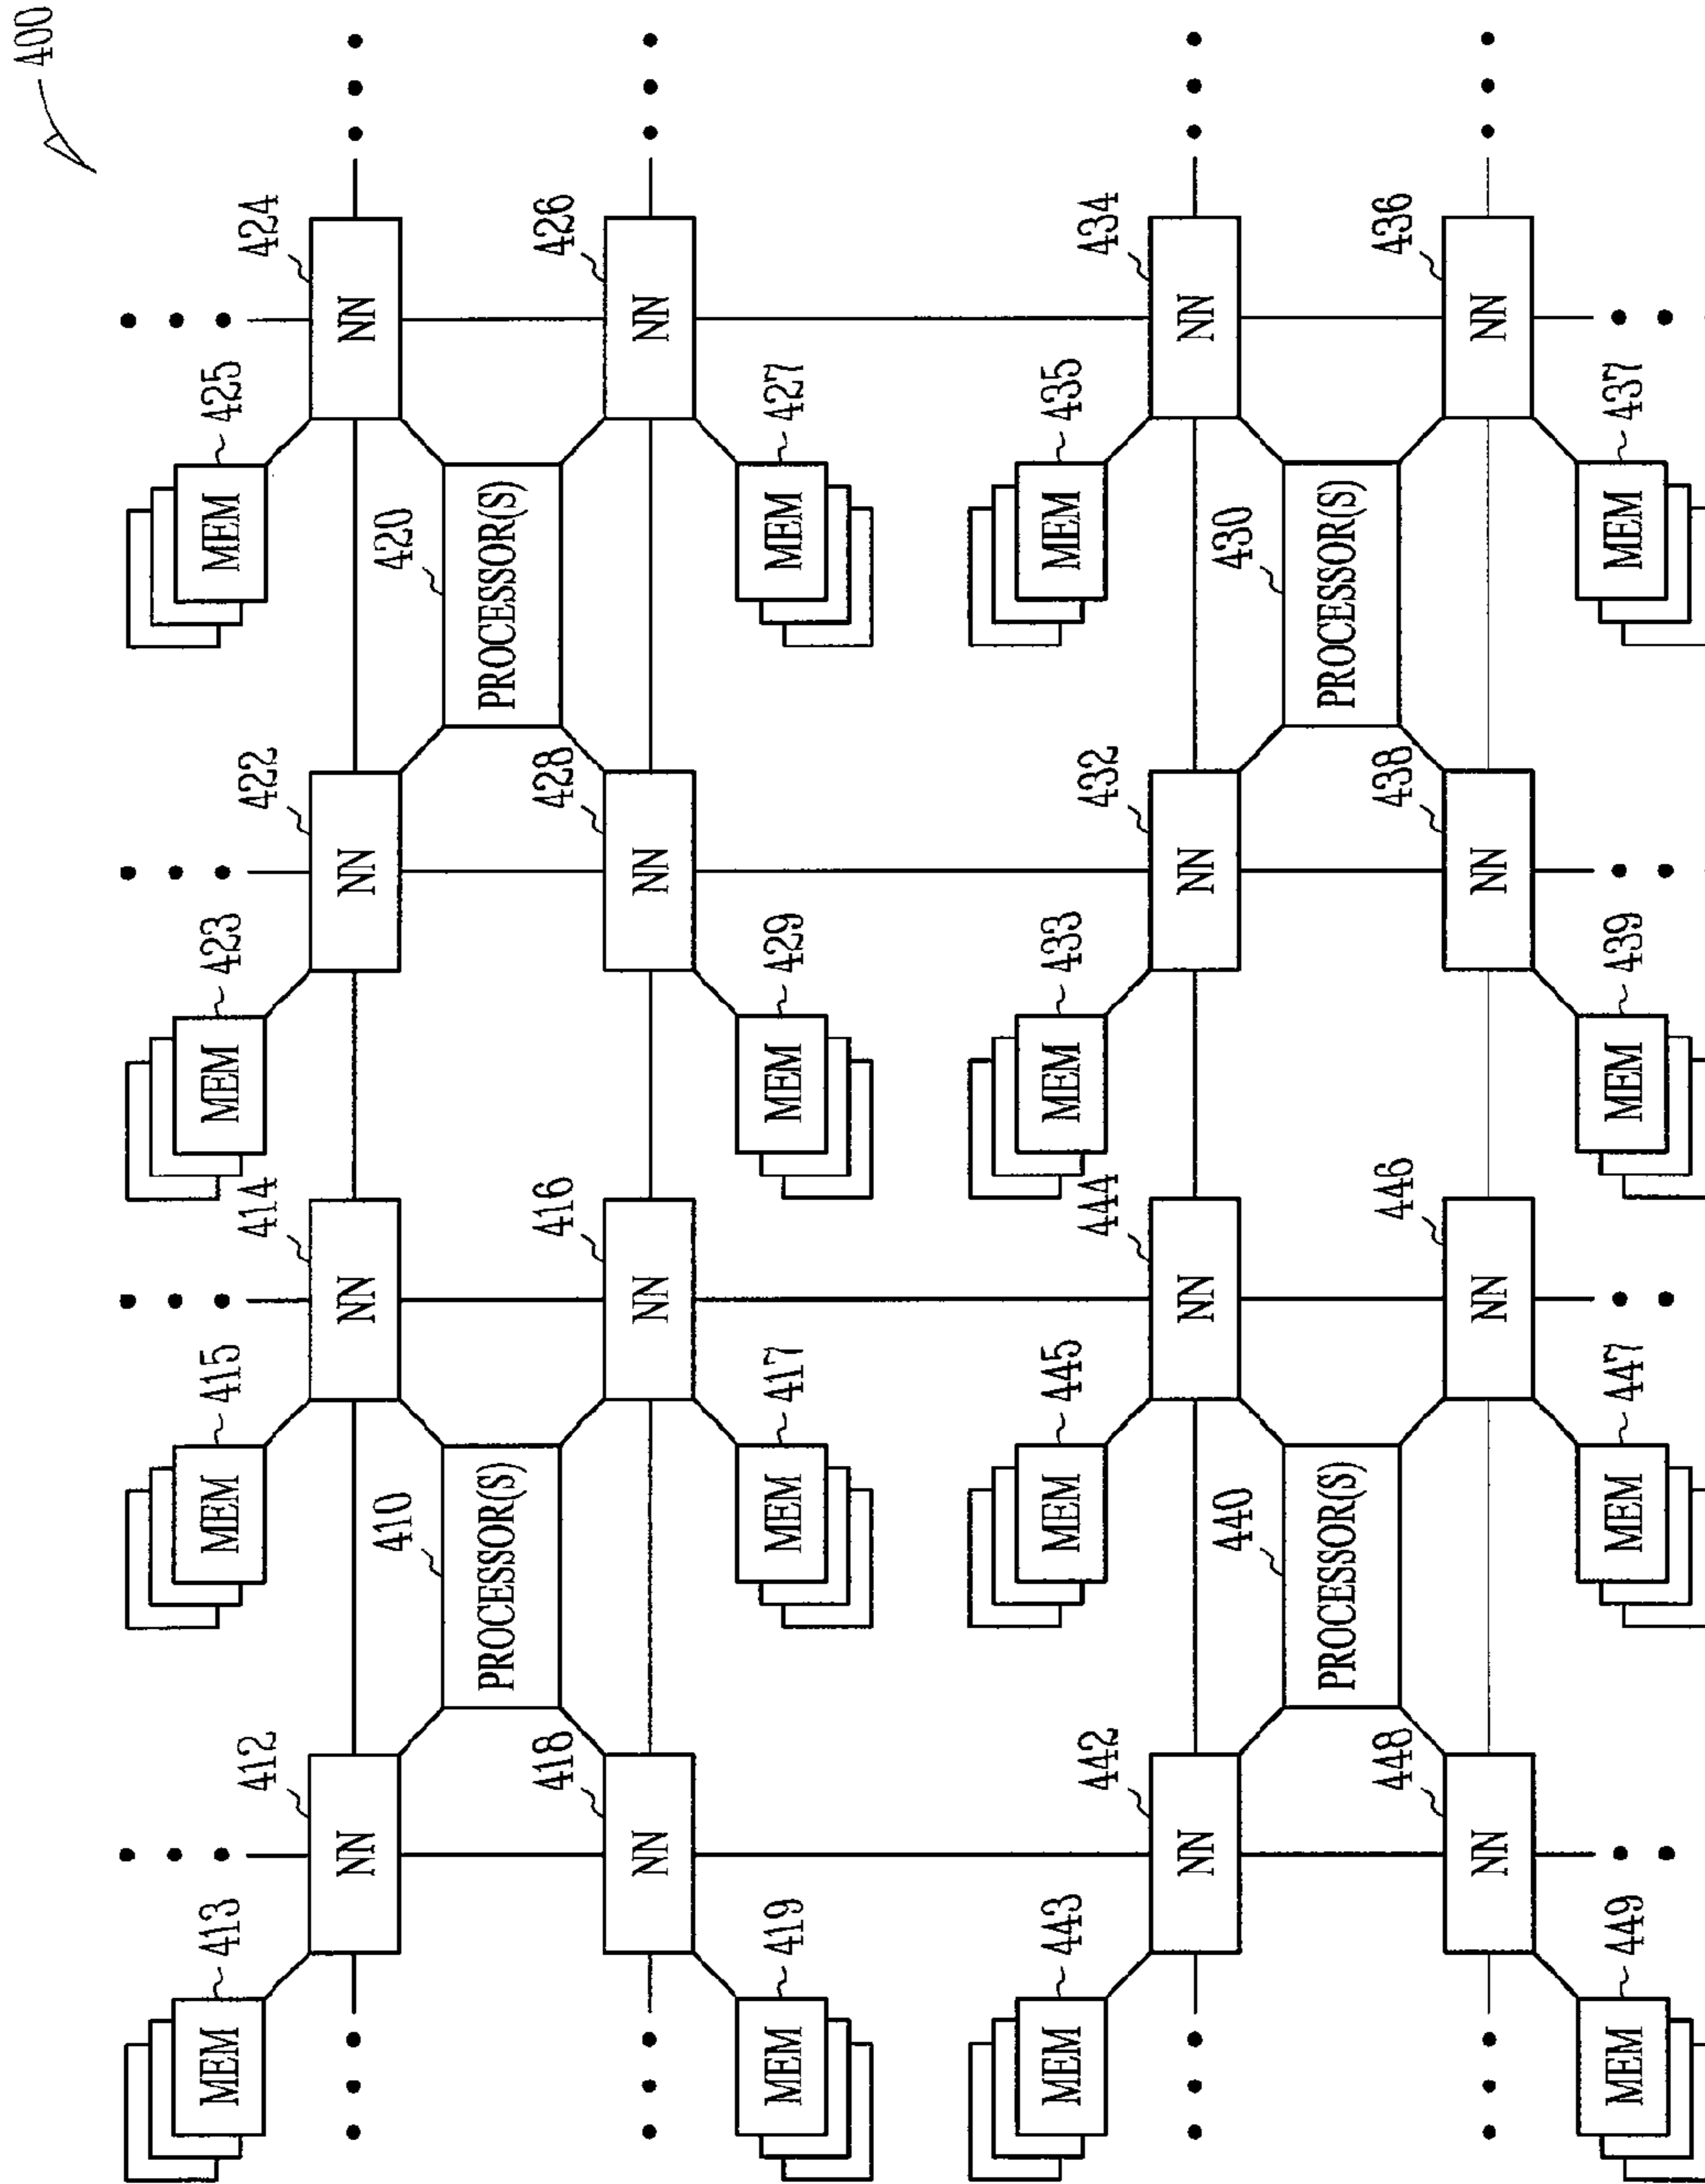 400
MEM
413
MEM
415
MEM
423
MEM
425
412
414
422
424
NN
NN
NN
NN
410
420
PROCESSOR(S)
PROCESSOR(S)
418
416
428
426
NN
NN
NN
NN
MEM
419
MEM
417
MEM
429
MEM
427
MEM
443
MEM
445
MEM
433
MEM
435
442
444
432
434
NN
NN
NN
NN
440
430
PROCESSOR(S)
PROCESSOR(S)
448
446
438
436
NN
NN
NN
NN
MEM
449
MEM
447
MEM
439
MEM
437